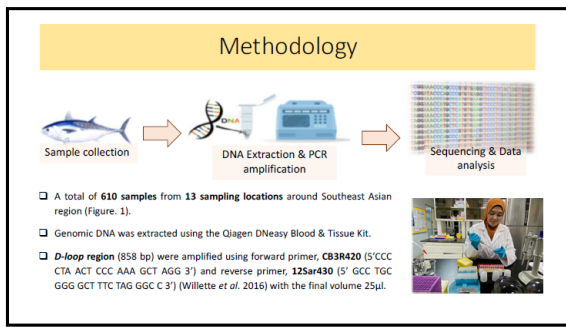 Methodology
DNA
Sample collection
DNA Extraction & PCR
amplification
Sequencing & Data
analysis
A total of 610 samples from 13 sampling locations around Southeast Asian
region (Figure. 1).
Genomic DNA was extracted using the Qiagen DNeasy Blood & Tissue Kit.
D-loop region (858 bp) were amplified using forward primer, CB3R420 (5'CCC
CTA ACT CCC AAA GCT AGG 3') and reverse primer, 12Sar430 (5' GCC TGC
GGG GCT TTC TAG GGC C 3') (Willette et al. 2016) with the final volume 25µl.